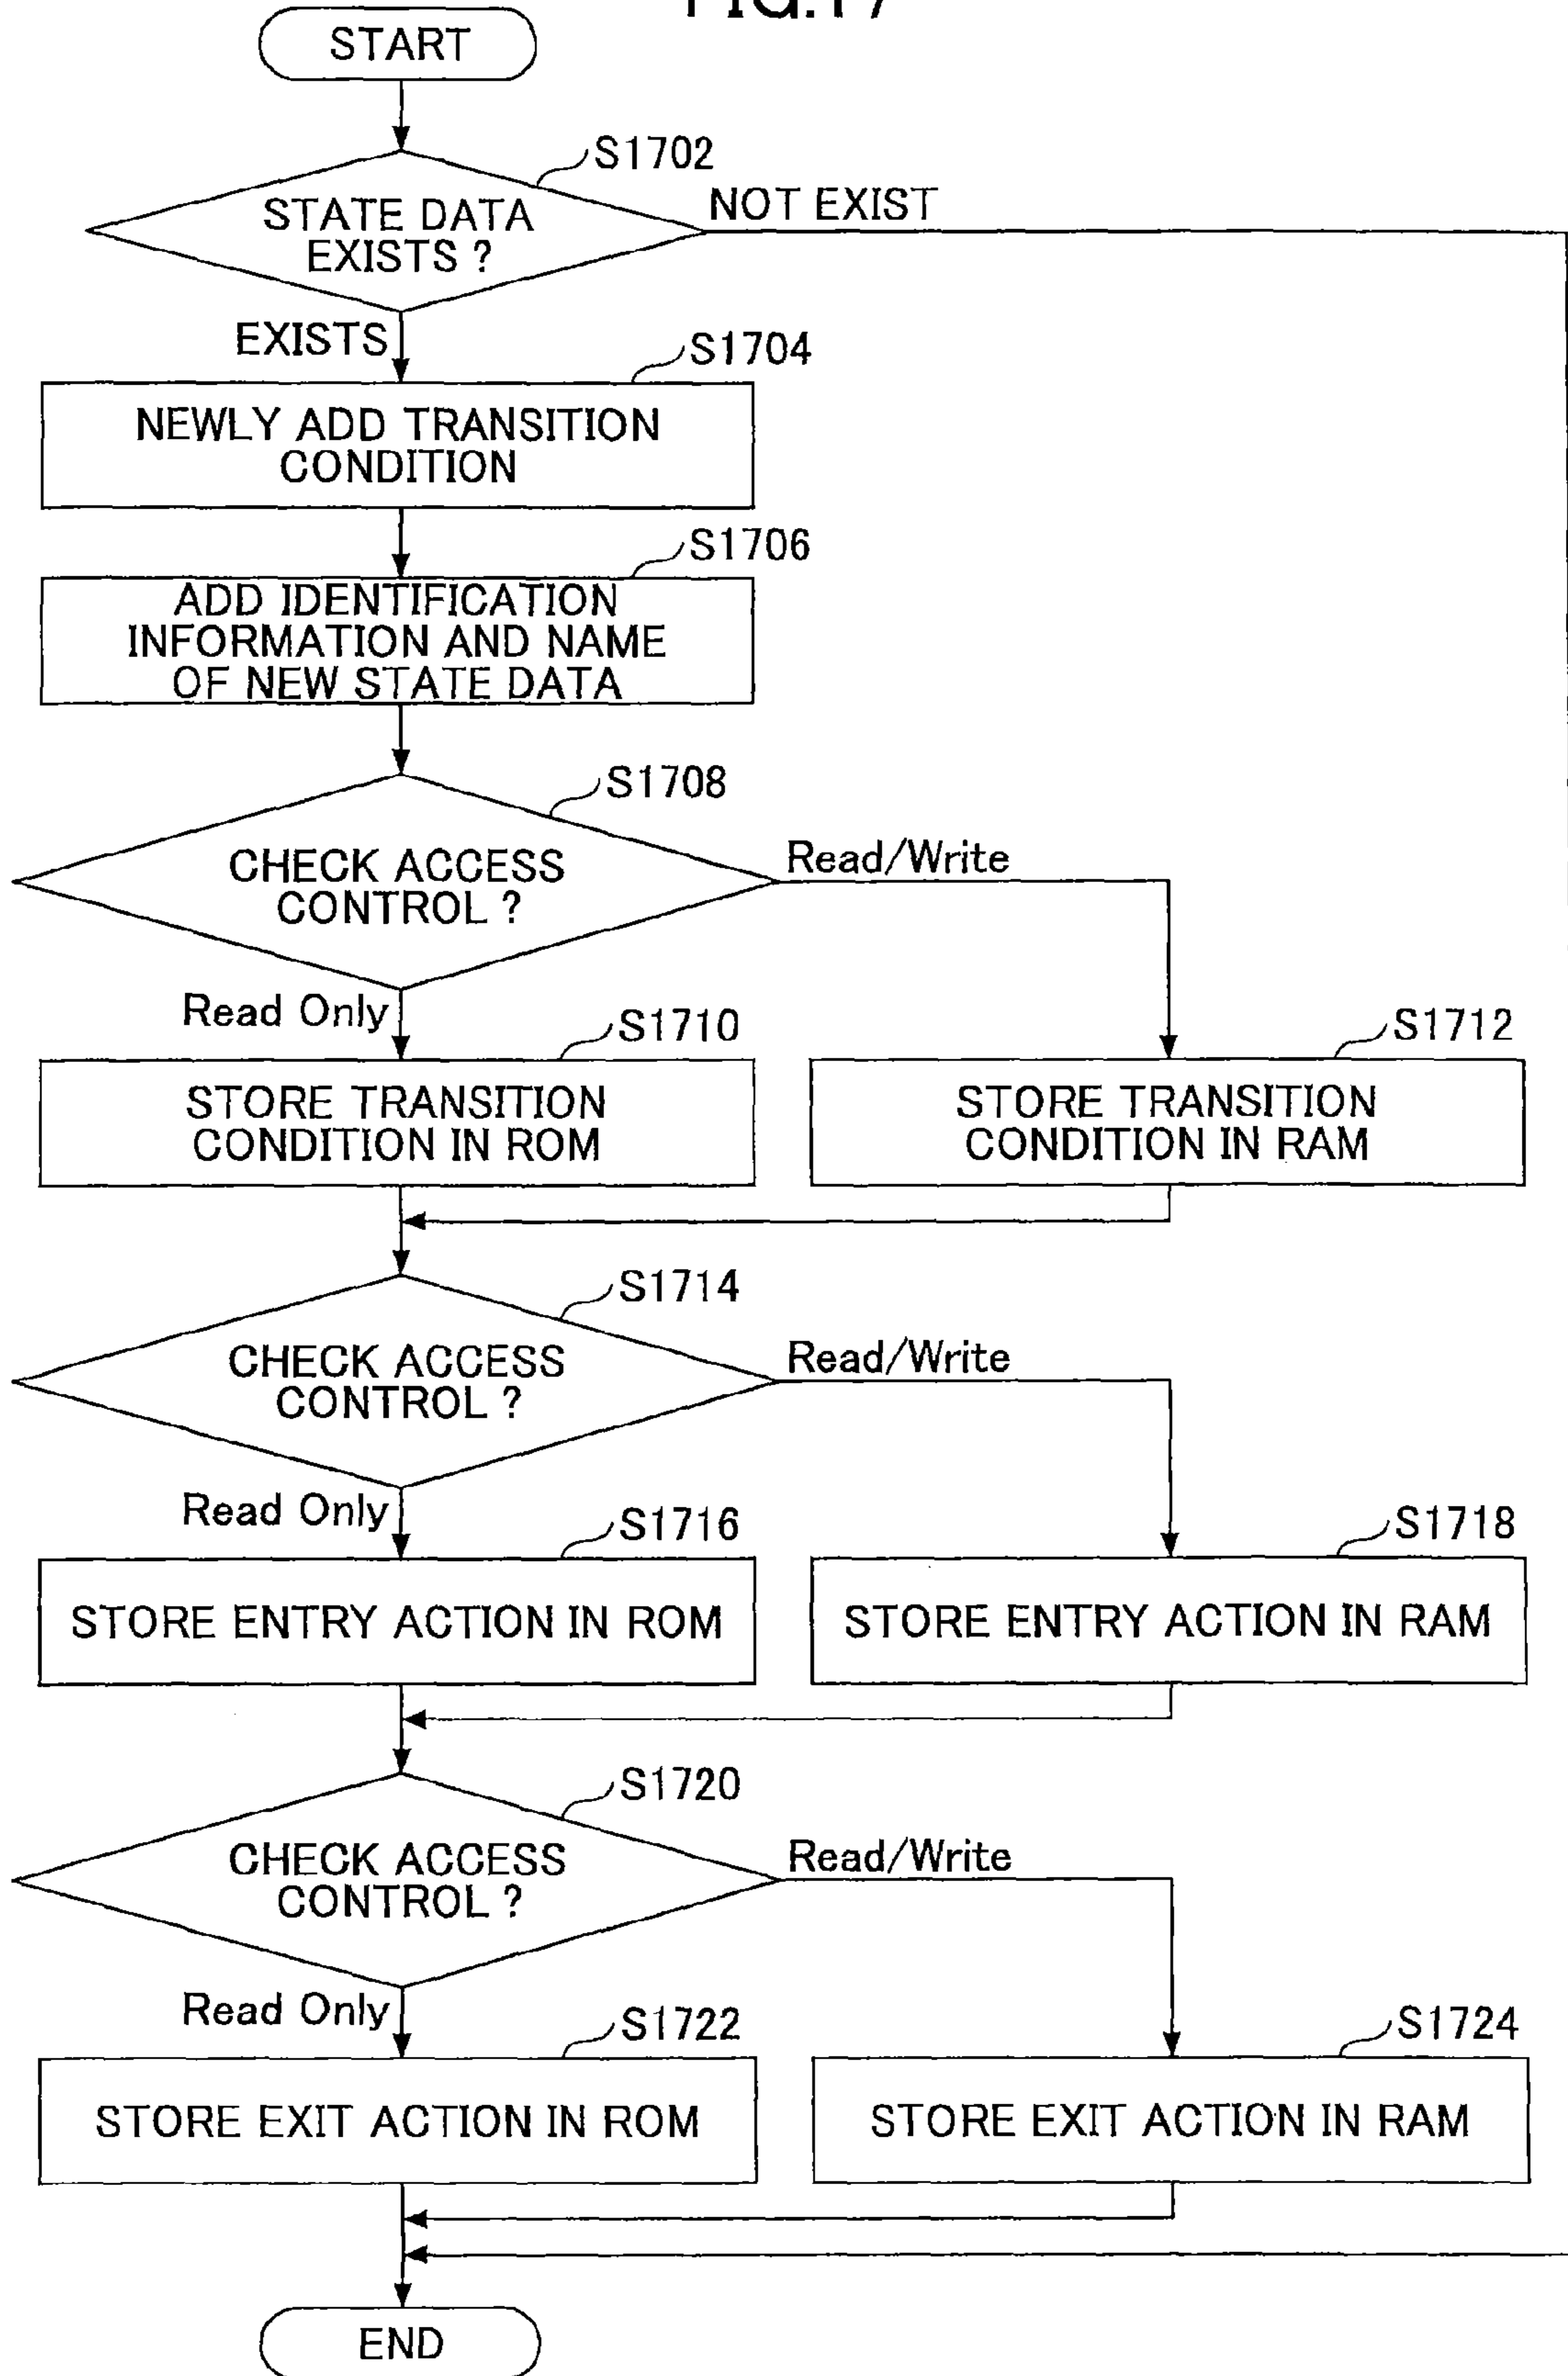 FIG.17
START
S1702
STATE DATA
EXISTS ?
NOT EXIST
EXISTS
S1704
NEWLY ADD TRANSITION
CONDITION
S1706
ADD IDENTIFICATION
INFORMATION AND NAME
OF NEW STATE DATA
S1708
CHECK ACCESS
CONTROL ?
Read/Write
Read Only
S1710
S1712
STORE TRANSITION
CONDITION IN ROM
STORE TRANSITION
CONDITION IN RAM
S1714
CHECK ACCESS
CONTROL ?
Read/Write
Read Only
S1716
S1718
STORE ENTRY ACTION IN ROM
STORE ENTRY ACTION IN RAM
S1720
CHECK ACCESS
CONTROL ?
Read/Write
Read Only
S1722
S1724
STORE EXIT ACTION IN ROM
STORE EXIT ACTION IN RAM
END